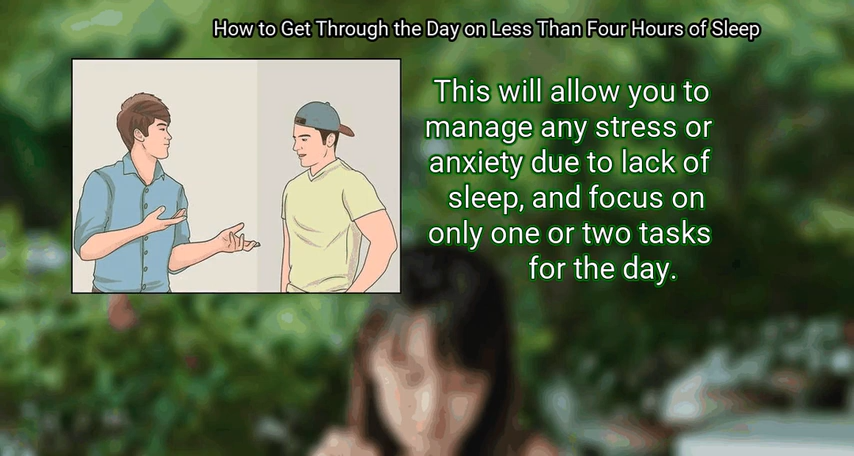 How to Get Through the Day on Less Than Four Hours of Sleep
This will allow you to
manage any stress or
anxiety due to lack of
sleep, and focus on
only one or two tasks
for the day.